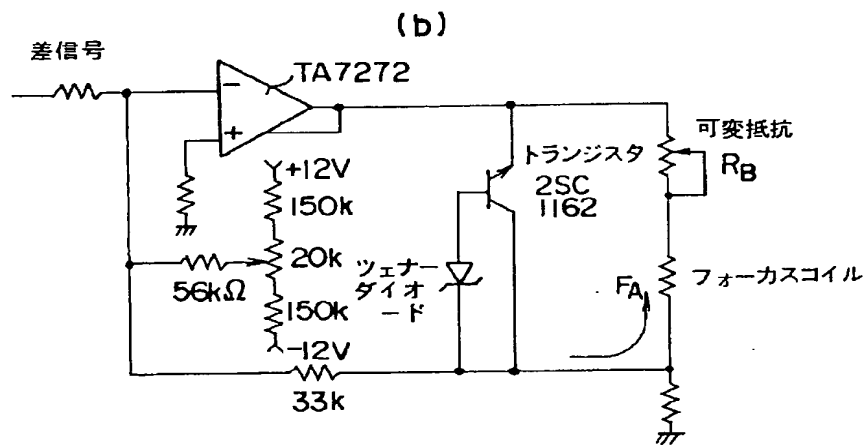 (b)
差信号
TA7272
−
+
+12V
150k
20k
56kΩ
150k
−12V
33k
トランジスタ
2SC
1162
ツェナー
ダイオ
ード
可変抵抗
RB
フォーカスコイル
FA